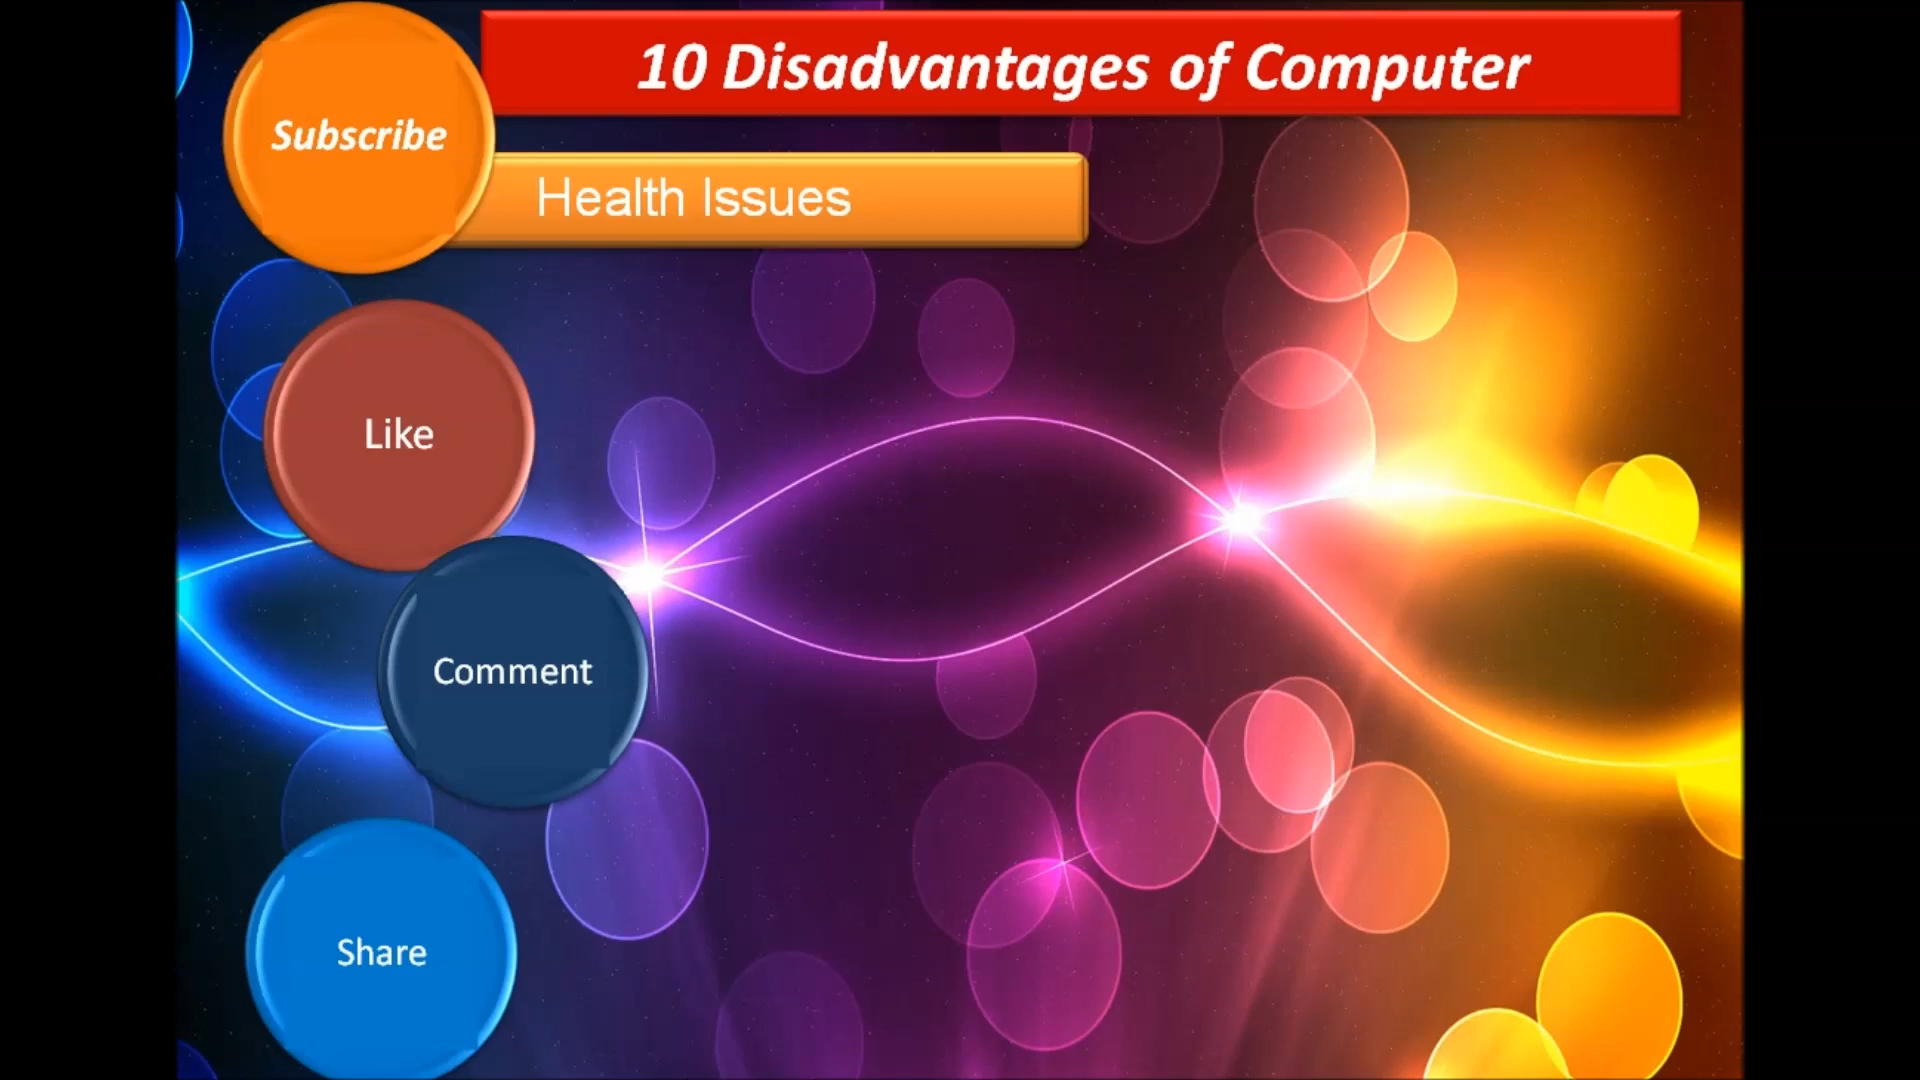 10 Disadvantages of Computer
Subscribe
Health Issues
Like
Comment
Share